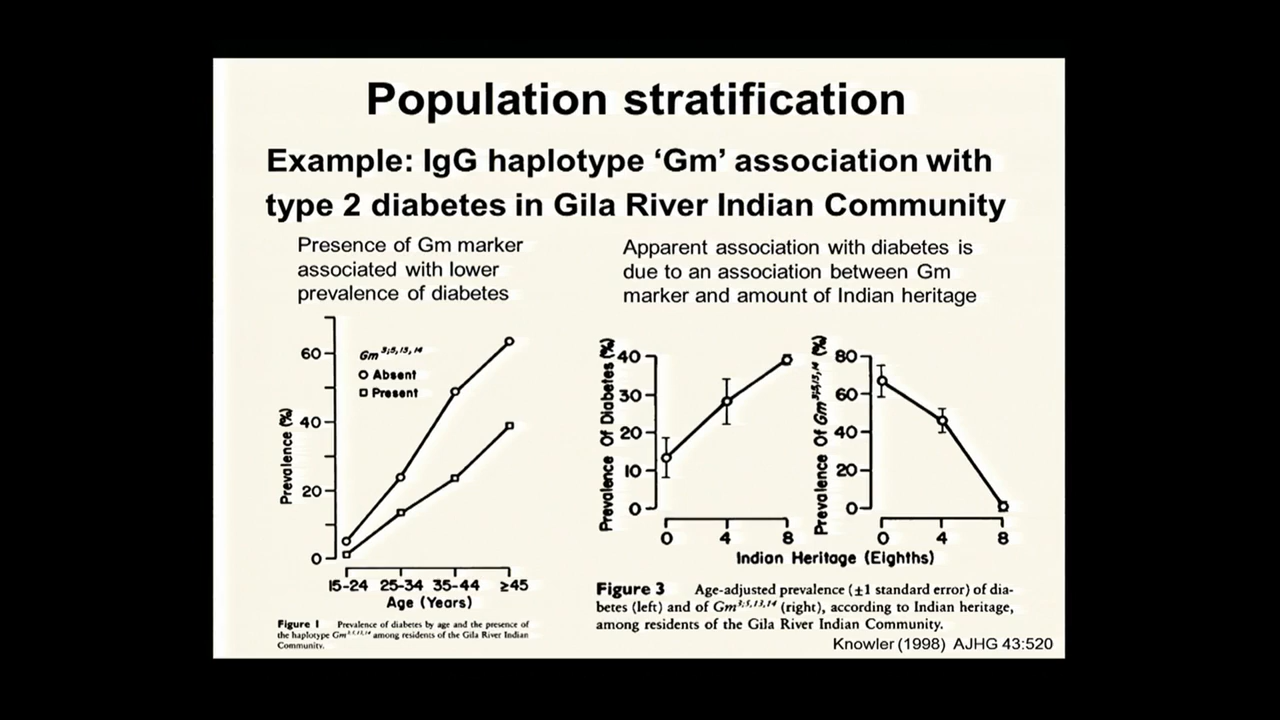 Population stratification
Example: IgG haplotype ‘Gm’ association with
type 2 diabetes in Gila River Indian Community
Presence of Gm marker
associated with lower
prevalence of diabetes
Apparent association with diabetes is
due to an association between Gm
marker and amount of Indian heritage
Prevalence (%)
60
40
20
0
Gm3;5,13,14
Absent
Present
15-24 25-34 35-44 ≥45
Age (Years)
Figure 1 Prevalence of diabetes by age and the presence of
the haplotype Gm3;5,13,14 among residents of the Gila River Indian
Community.
Prevalence Of Diabetes (%)
40
30
20
10
0
0 4 8
Prevalence Of Gm3;5,13,14 (%)
80
60
40
20
0
0 4 8
Indian Heritage (Eighths)
Figure 3 Age-adjusted prevalence (±1 standard error) of dia-
betes (left) and of Gm3;5,13,14 (right), according to Indian heritage,
among residents of the Gila River Indian Community.
Knowler (1998) AJHG 43:520